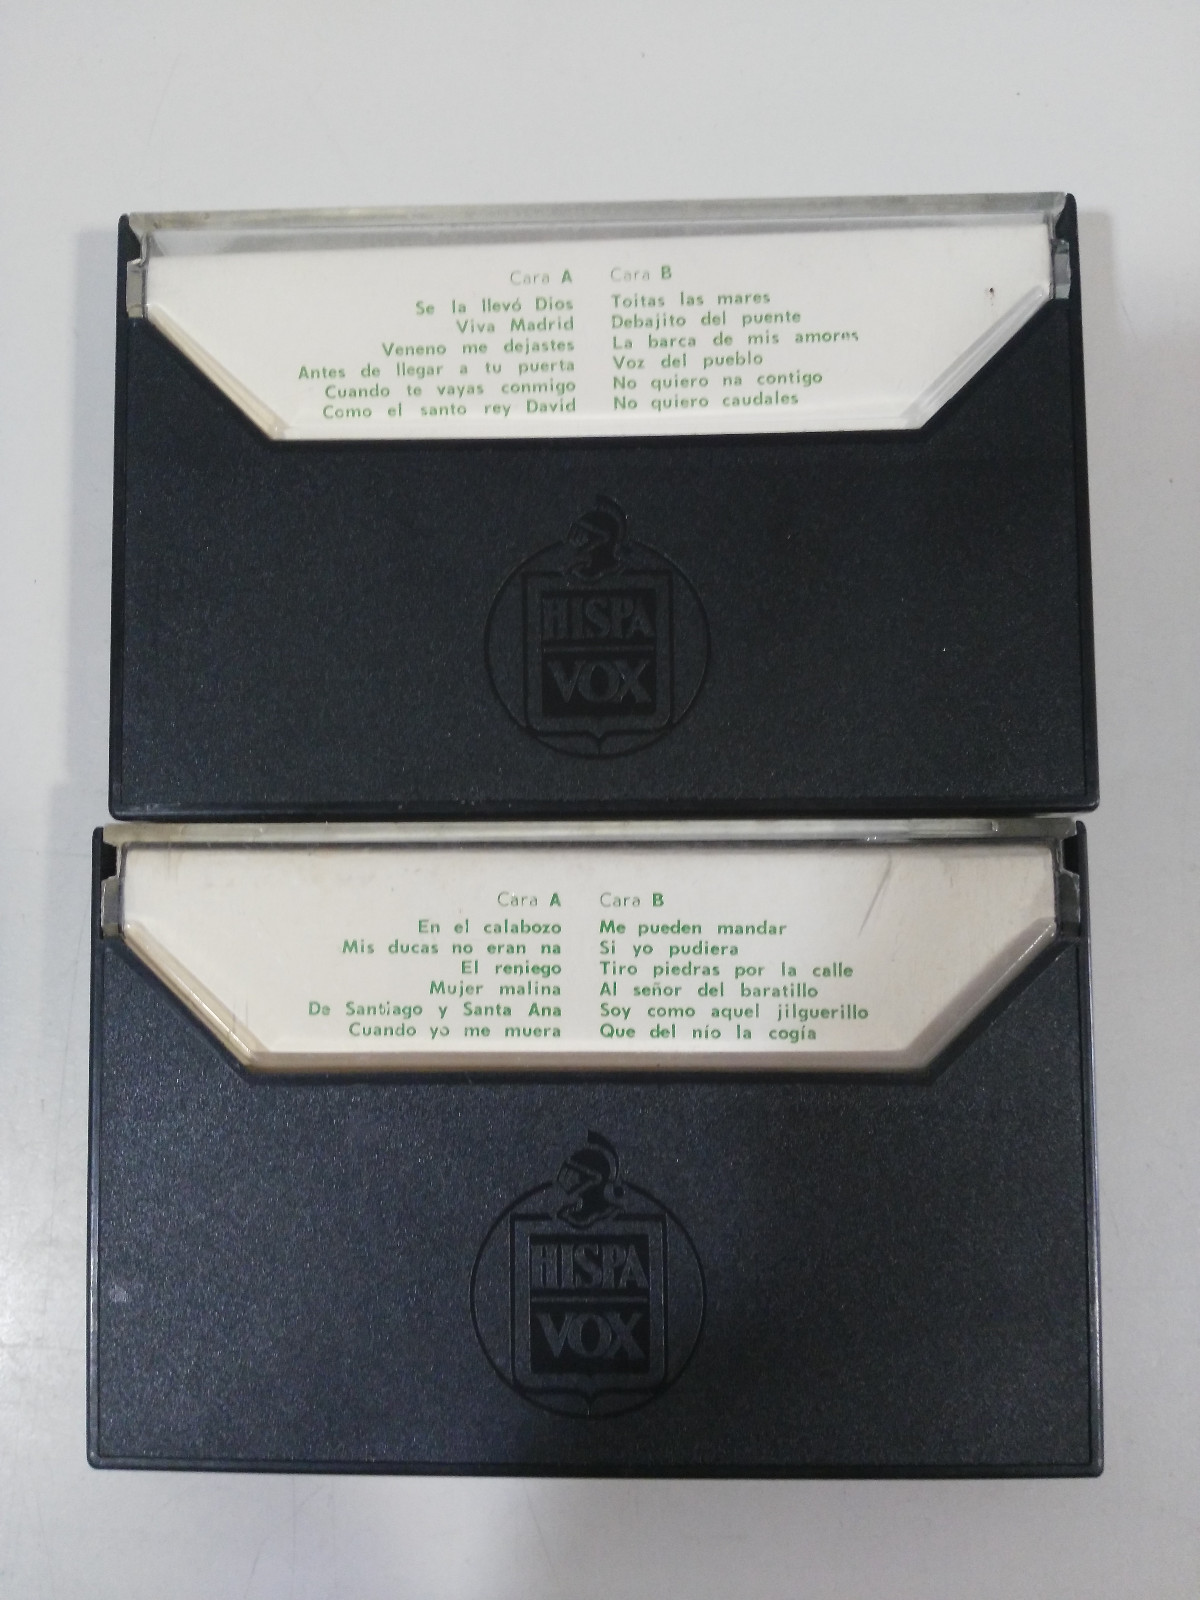 Cara A
Se la llevó Dios
Viva Madrid
Veneno me dejastes
Antes de llegar a tu puerta
Cuando te vayas conmigo
Como el santo rey David
Cara B
Toitas las mares
Debajito del puente
La barca de mis amores
Voz del pueblo
No quiero na contigo
No quiero caudales
HISPA
VOX
Cara A
En el calabozo
Mis ducas no eran na
El reniego
Mujer malina
De Santiago y Santa Ana
Cuando yo me muera
Cara B
Me pueden mandar
Si yo pudiera
Tiro piedras por la calle
Al señor del baratillo
Soy como aquel jilguerillo
Que del nío la cogía
HISPA
VOX